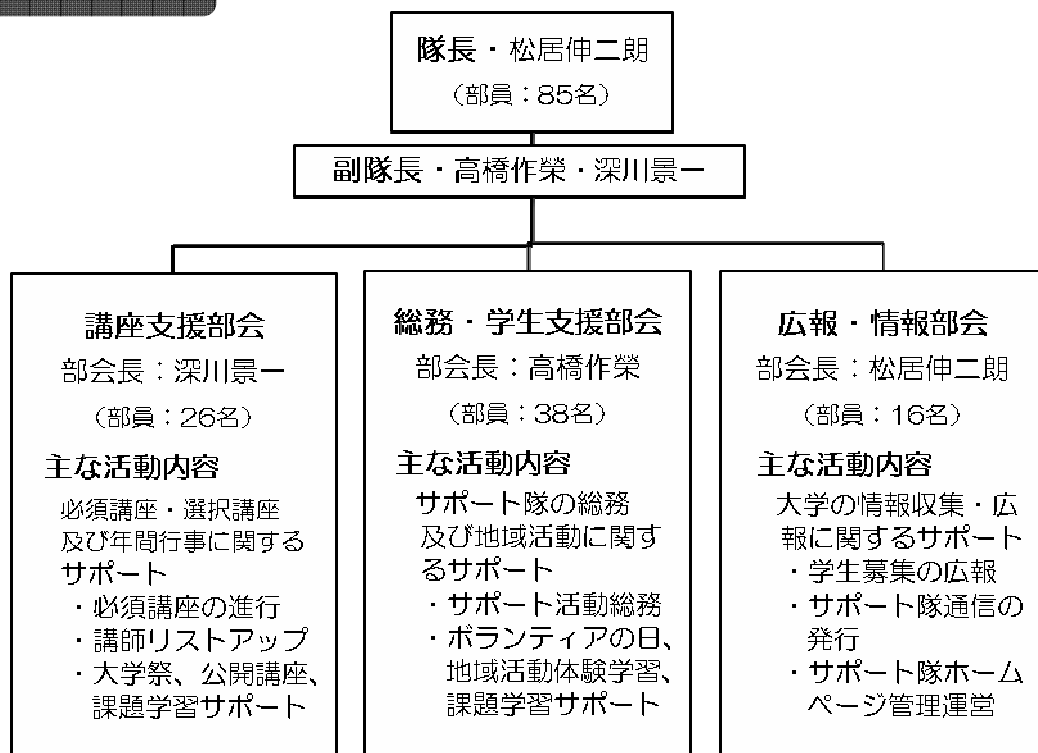 隊長・松居伸二朗
（部員：85名）
副隊長・高橋作榮・深川景一
講座支援部会
部会長：深川景一
（部員：26名）
主な活動内容
必須講座・選択講座
及び年間行事に関する
サポート
・必須講座の進行
・講師リストアップ
・大学祭、公開講座、
課題学習サポート
総務・学生支援部会
部会長：高橋作榮
（部員：38名）
主な活動内容
サポート隊の総務
及び地域活動に関す
るサポート
・サポート活動総務
・ボランティアの日、
地域活動体験学習、
課題学習サポート
広報・情報部会
部会長：松居伸二朗
（部員：16名）
主な活動内容
大学の情報収集・広
報に関するサポート
・学生募集の広報
・サポート隊通信の
発行
・サポート隊ホーム
ページ管理運営